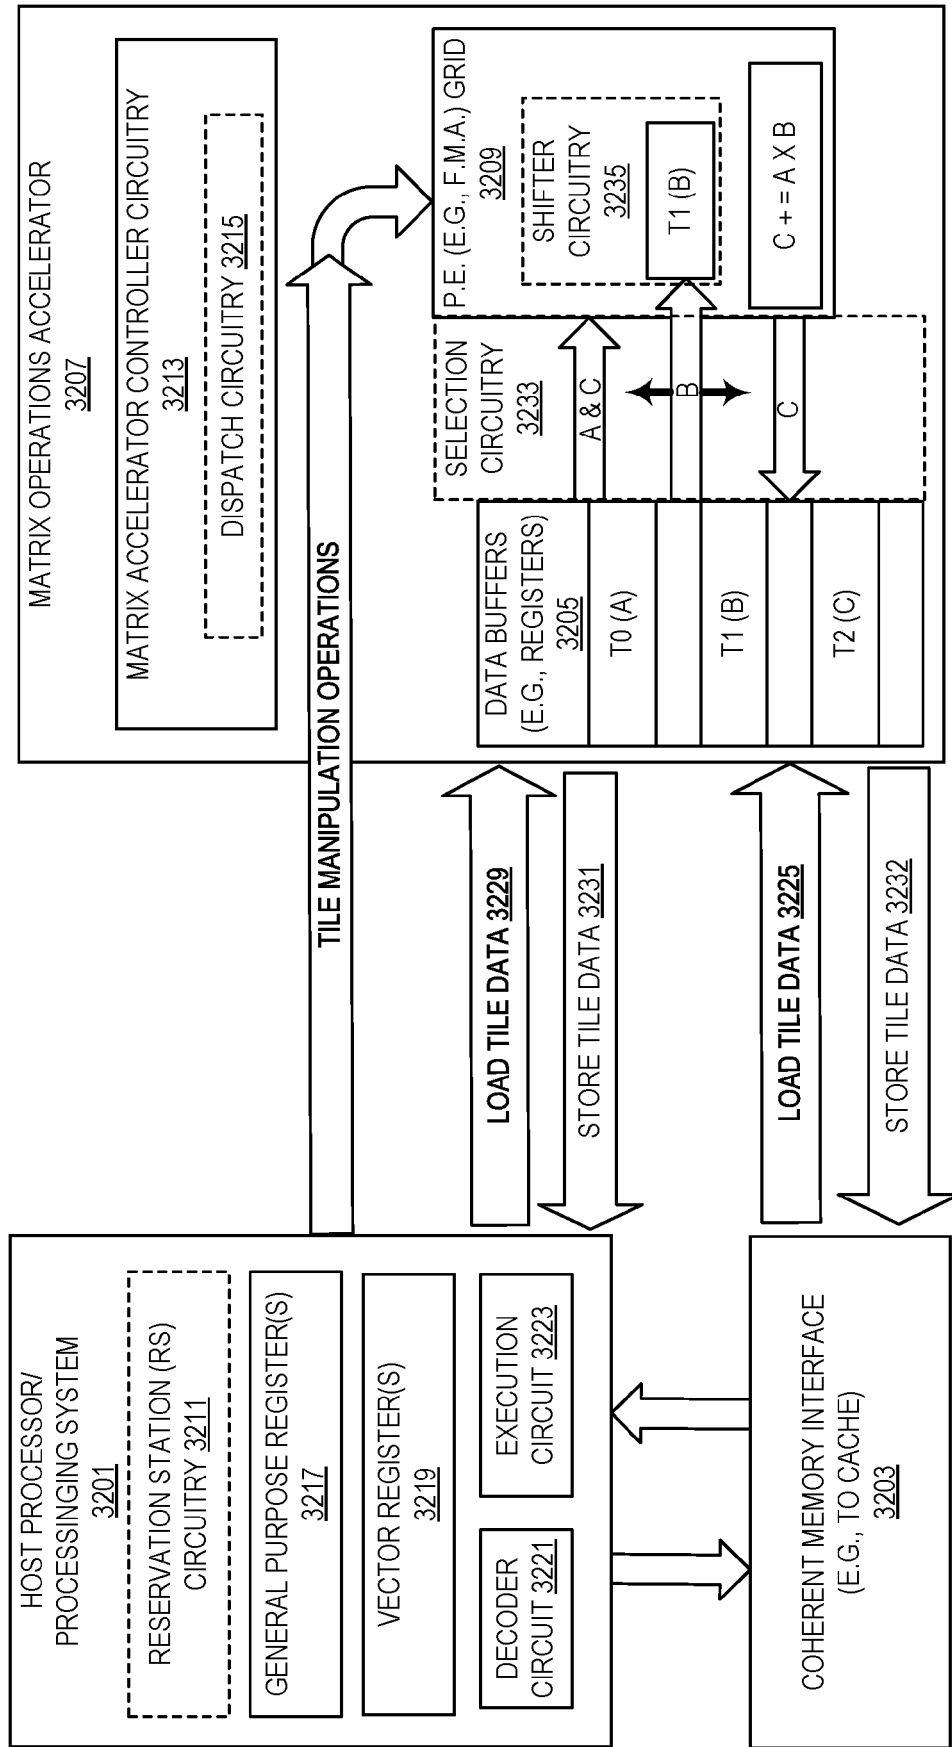 HOST PROCESSOR/
PROCESSINGING SYSTEM
3201
RESERVATION STATION (RS)
CIRCUITRY 3211
GENERAL PURPOSE REGISTER(S)
3217
VECTOR REGISTER(S)
3219
DECODER
CIRCUIT 3221
EXECUTION
CIRCUIT 3223
COHERENT MEMORY INTERFACE
(E.G., TO CACHE)
3203
TILE MANIPULATION OPERATIONS
LOAD TILE DATA 3229
STORE TILE DATA 3231
LOAD TILE DATA 3225
STORE TILE DATA 3232
MATRIX OPERATIONS ACCELERATOR
3207
MATRIX ACCELERATOR CONTROLLER CIRCUITRY
3213
DISPATCH CIRCUITRY 3215
DATA BUFFERS
(E.G., REGISTERS)
3205
T0 (A)
T1 (B)
T2 (C)
SELECTION
CIRCUITRY
3233
A & C
B
C
P.E. (E.G., F.M.A.) GRID
3209
SHIFTER
CIRCUITRY
3235
T1 (B)
C + = A X B